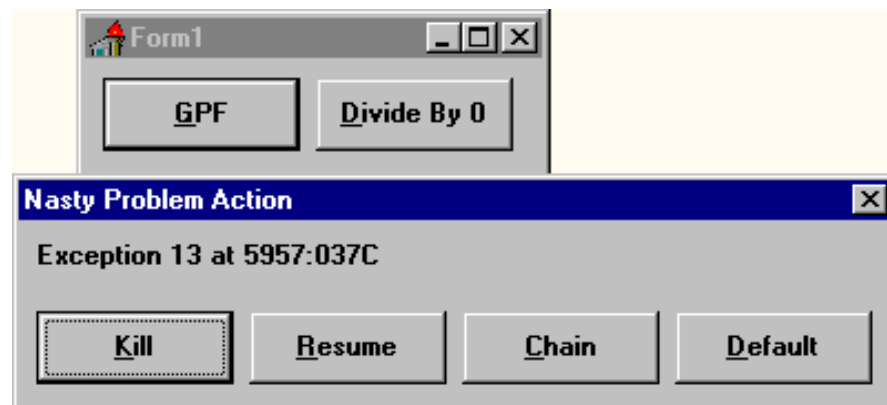 Form1
GPF Divide By 0
Nasty Problem Action
Exception 13 at 5957:037C
Kill Resume Chain Default